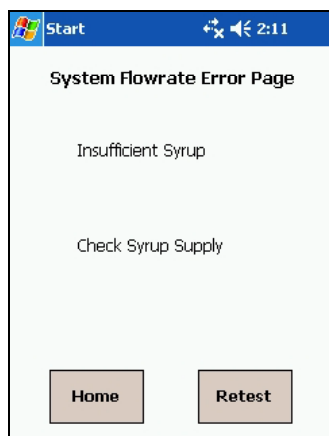 Start 2:11
System Flowrate Error Page
Insufficient Syrup
Check Syrup Supply
Home Retest